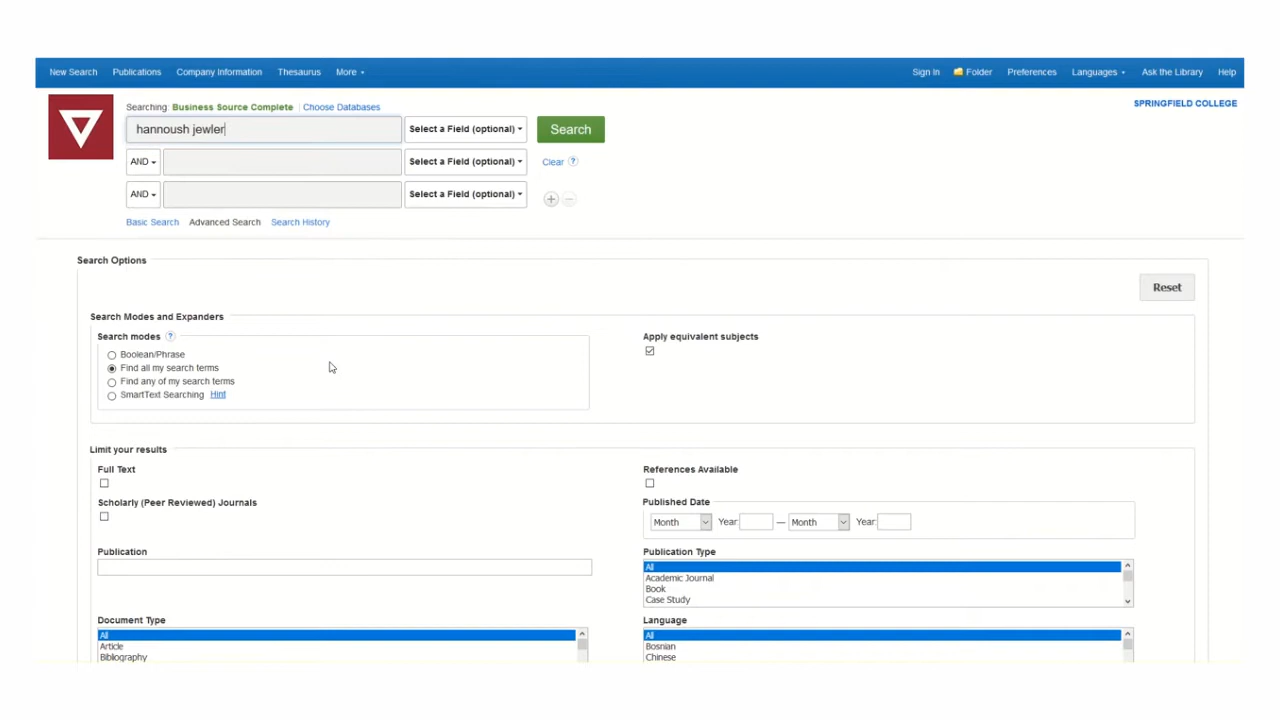 New Search Publications Company Information Thesaurus More Sign In Folder Preferences Languages Ask the Library Help
SPRINGFIELD COLLEGE
Searching: Business Source Complete Choose Databases
hannoush jewler Select a Field (optional) Search
AND Select a Field (optional) Clear ?
AND Select a Field (optional) + −
Basic Search Advanced Search Search History
Search Options
Reset
Search Modes and Expanders
Search modes ? Apply equivalent subjects
Boolean/Phrase
Find all my search terms
Find any of my search terms
SmartText Searching Hint
Limit your results
Full Text References Available
Scholarly (Peer Reviewed) Journals Published Date
Month Year: — Month Year:
Publication Publication Type
All
Academic Journal
Book
Case Study
Document Type Language
All All
Article Bosnian
Bibliography Chinese